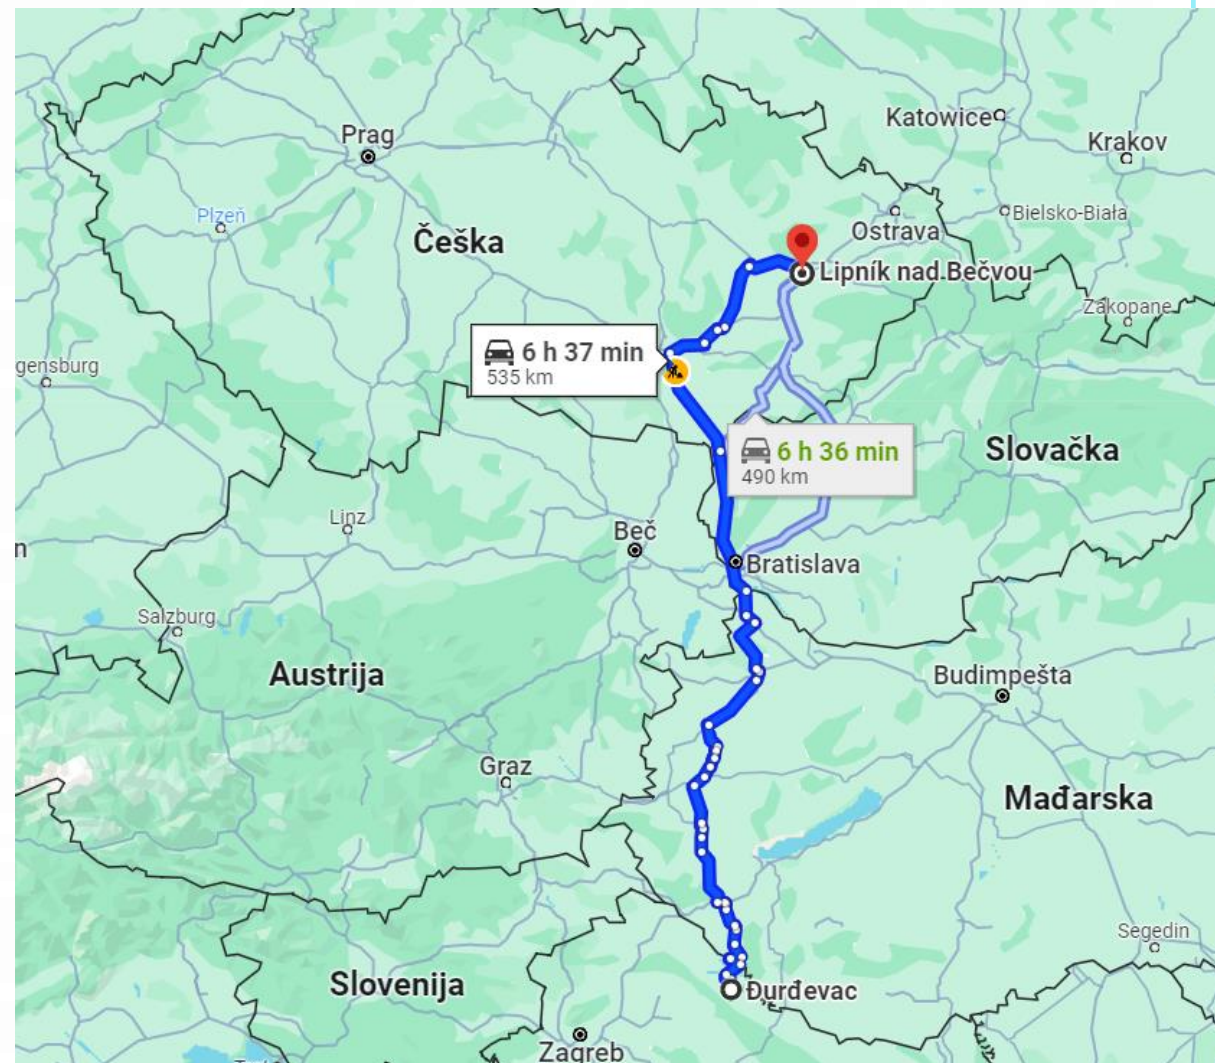 Katowice
Prag
Krakov
Plzeň
Bielsko-Biała
Češka
Ostrava
Lipník nad Bečvou
Zakopane
6 h 37 min
gensburg
535 km
6 h 36 min
Slovačka
490 km
Linz
Beč
n
Bratislava
Salzburg
Austrija
Budimpešta
Graz
Mađarska
Segedin
Slovenija
Đurđevac
Zagreb